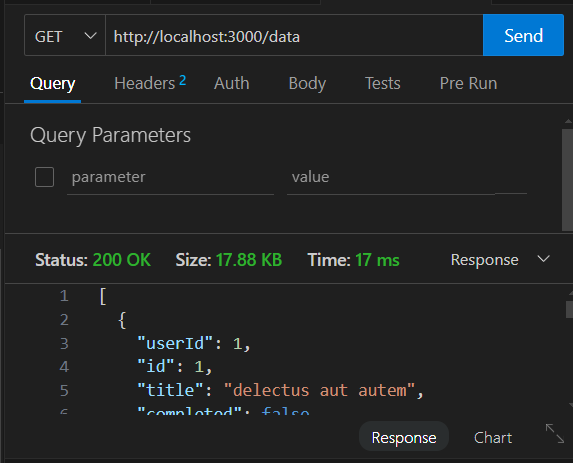 GET http://localhost:3000/data Send
Query Headers 2 Auth Body Tests Pre Run
Query Parameters
parameter value
Status: 200 OK Size: 17.88 KB Time: 17 ms Response
1 [
2 {
3 "userId": 1,
4 "id": 1,
5 "title": "delectus aut autem",
6 "completed": false
Response Chart